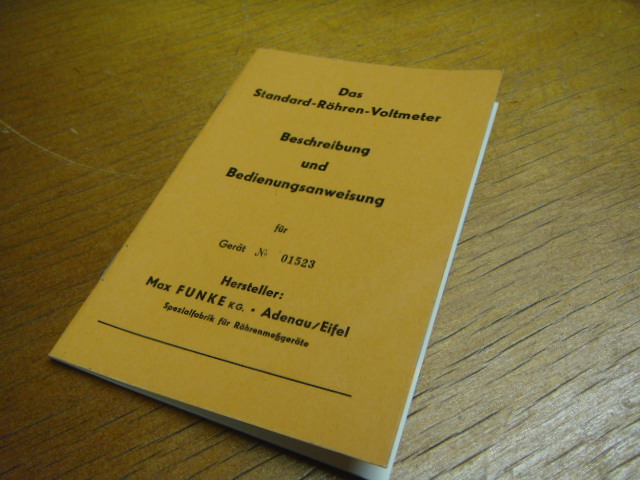 Das
Standard-Röhren-Voltmeter
Beschreibung
und
Bedienungsanweisung
für
Gerät № 01523
Hersteller:
Max FUNKE KG. • Adenau/Eifel
Spezialfabrik für Röhrenmeßgeräte